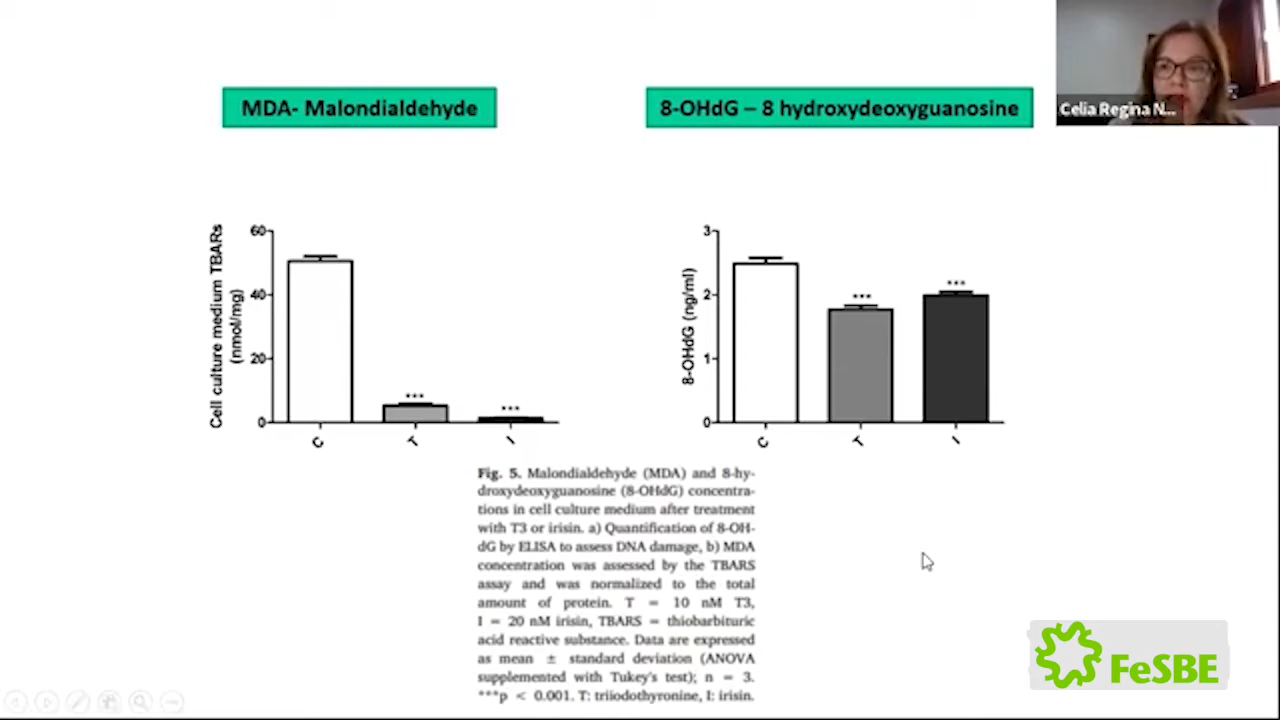 Celia Regina N...
MDA- Malondialdehyde
8-OHdG – 8 hydroxydeoxyguanosine
Cell culture medium TBARs
(nmol/mg)
60
40
20
0
***
***
C
T
I
8-OHdG (ng/ml)
3
2
1
0
***
***
C
T
I
Fig. 5. Malondialdehyde (MDA) and 8-hy-
droxydeoxyguanosine (8-OHdG) concentra-
tions in cell culture medium after treatment
with T3 or irisin. a) Quantification of 8-OH-
dG by ELISA to assess DNA damage, b) MDA
concentration was assessed by the TBARS
assay and was normalized to the total
amount of protein. T = 10 nM T3,
I = 20 nM irisin, TBARS = thiobarbituric
acid reactive substance. Data are expressed
as mean ± standard deviation (ANOVA
supplemented with Tukey's test); n = 3.
***p < 0.001. T: triiodothyronine, I: irisin.
FeSBE